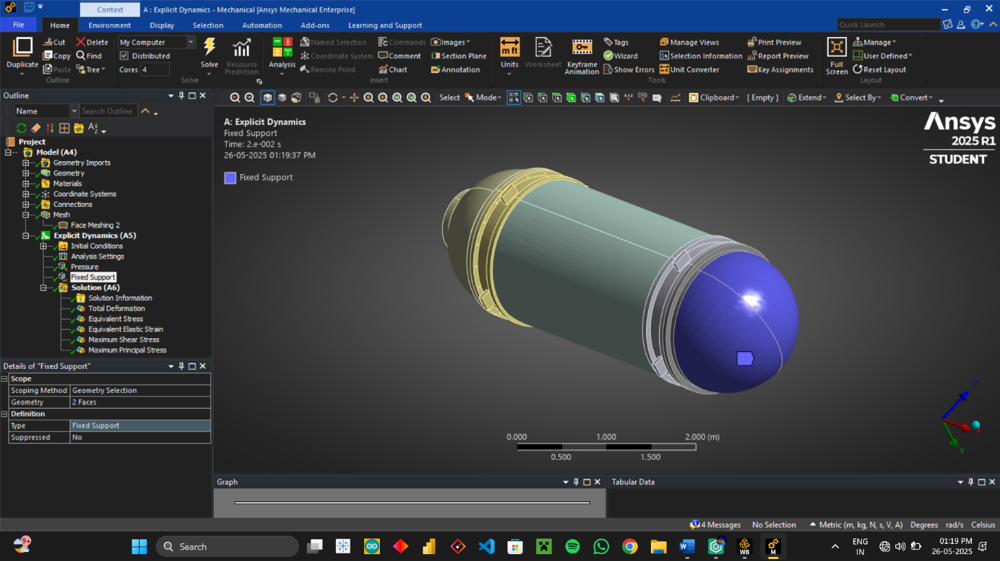 Context
A : Explicit Dynamics - Mechanical [Ansys Mechanical Enterprise]
File
Home
Environment
Display
Selection
Automation
Add-ons
Learning and Support
Quick Launch
Duplicate
Cut
Copy
Paste
Delete
Find
Tree
Outline
My Computer
Distributed
Cores 4
Solve
Resource Prediction
Solve
Analysis
Named Selection
Coordinate System
Remote Point
Commands
Comment
Chart
Images
Section Plane
Annotation
Insert
Units
Worksheet
Keyframe Animation
Tags
Wizard
Show Errors
Manage Views
Selection Information
Unit Converter
Print Preview
Report Preview
Key Assignments
Tools
Full Screen
Manage
User Defined
Reset Layout
Layout
Outline
Name
Search Outline
Select
Mode
Clipboard
[ Empty ]
Extend
Select By
Convert
Project
Model (A4)
Geometry Imports
Geometry
Materials
Coordinate Systems
Connections
Mesh
Face Meshing 2
Explicit Dynamics (A5)
Initial Conditions
Analysis Settings
Pressure
Fixed Support
Solution (A6)
Solution Information
Total Deformation
Equivalent Stress
Equivalent Elastic Strain
Maximum Shear Stress
Maximum Principal Stress
Details of "Fixed Support"
Scope
Scoping Method Geometry Selection
Geometry 2 Faces
Definition
Type Fixed Support
Suppressed No
A: Explicit Dynamics
Fixed Support
Time: 2.e-002 s
26-05-2025 01:19:37 PM
Fixed Support
Ansys
2025 R1
STUDENT
0.000 1.000 2.000 (m)
0.500 1.500
Z
X
Y
Graph
Tabular Data
4 Messages
No Selection
Metric (m, kg, N, s, V, A)
Degrees
rad/s
Celsius
9+
Search
WB
M
ENG
IN
01:19 PM
26-05-2025